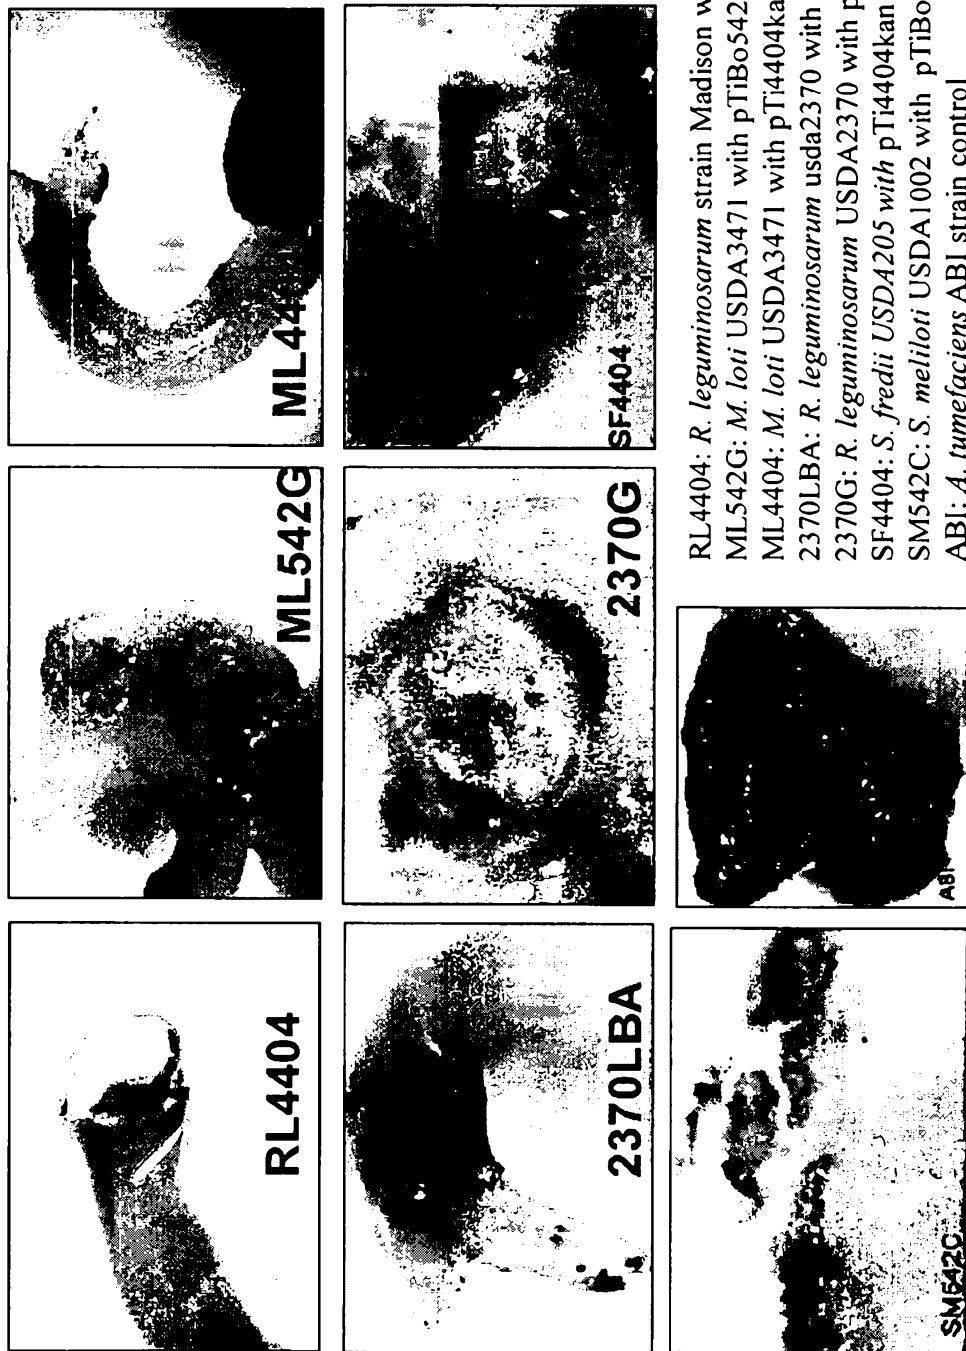 RL4404
ML542G
ML44
2370LBA
2370G
SF4404
SM542C
ABI
RL4404: R. leguminosarum strain Madison w
ML542G: M. loti USDA3471 with pTiBo542
ML4404: M. loti USDA3471 with pTi4404ka
2370LBA: R. leguminosarum usda2370 with
2370G: R. leguminosarum USDA2370 with p
SF4404: S. fredii USDA205 with pTi4404kan
SM542C: S. meliloti USDA1002 with pTiBo
ABI: A. tumefaciens ABI strain control